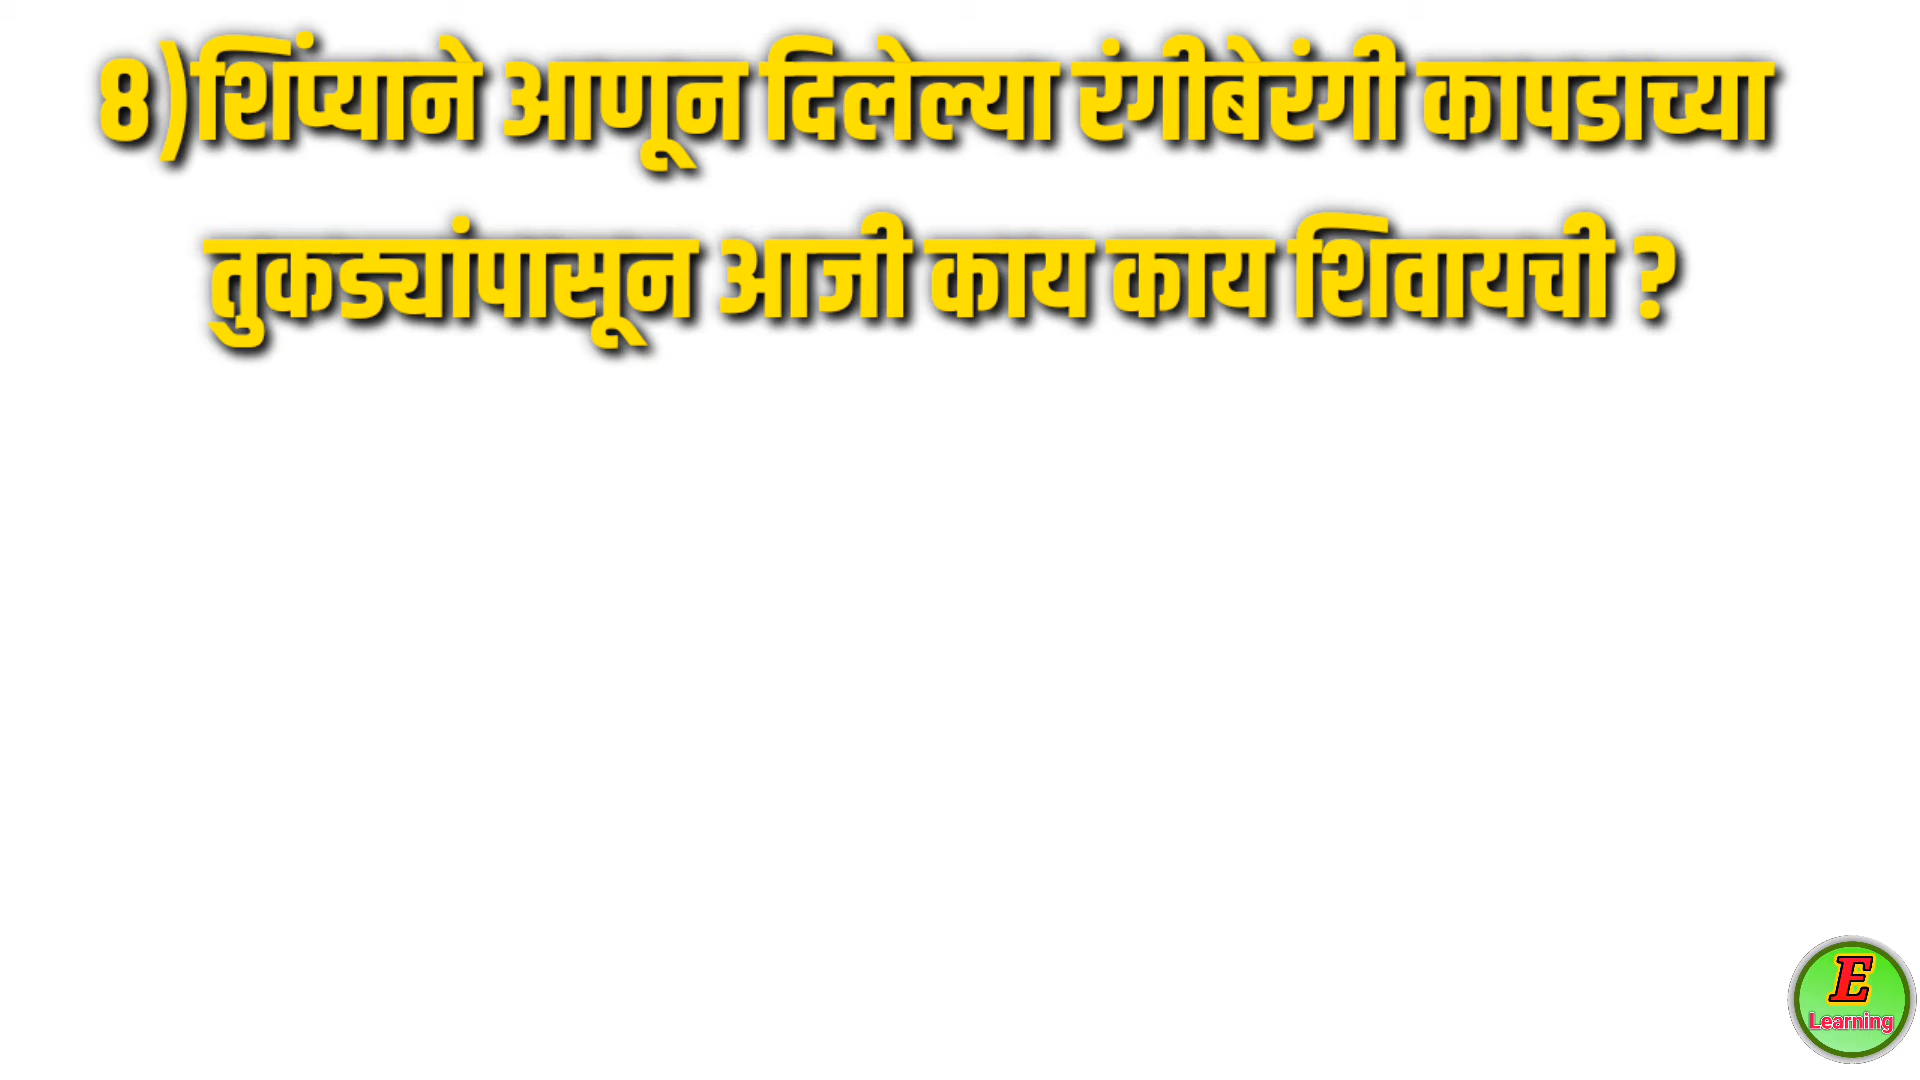 8)शिंप्याने आणून दिलेल्या रंगीबेरंगी कापडाच्या
तुकड्यांपासून आजी काय काय शिवायची ?
E
Learning